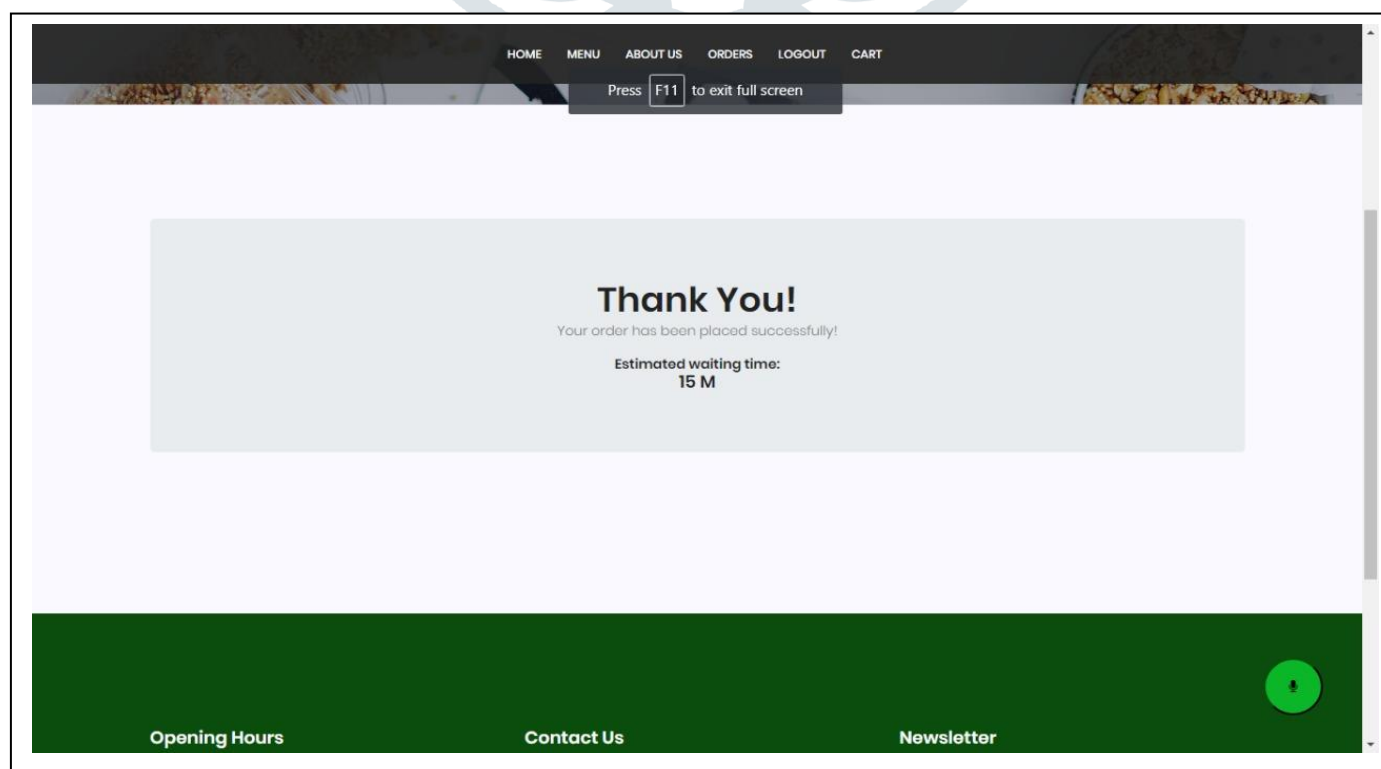 HOME MENU ABOUT US ORDERS LOGOUT CART
Press F11 to exit full screen
Thank You!
Your order has been placed successfully!
Estimated waiting time:
15 M
Opening Hours Contact Us Newsletter